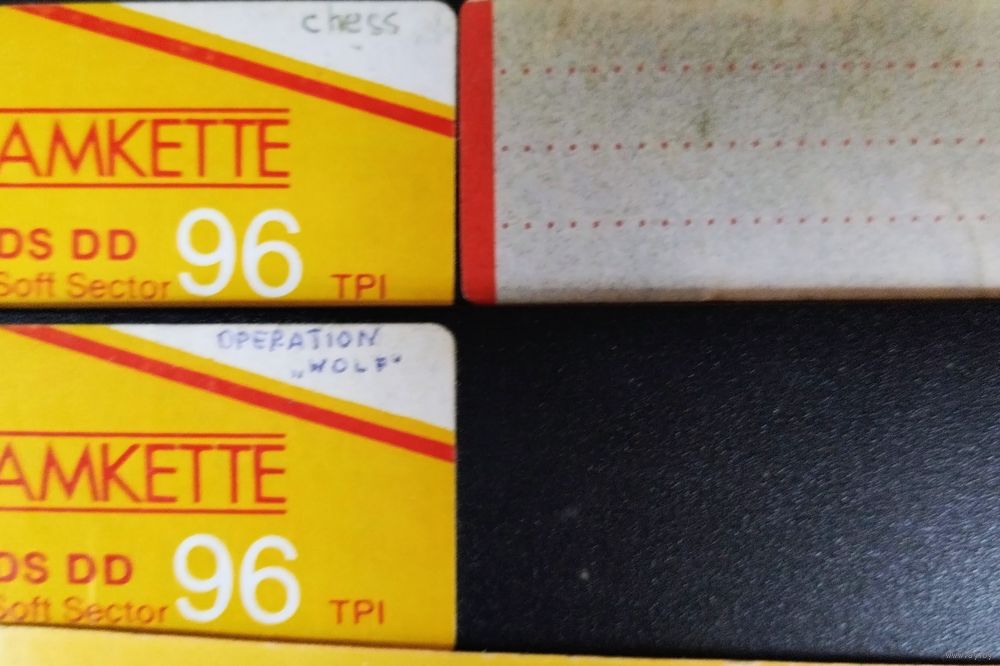 chess
AMKETTE
DS DD 96 TPI
Soft Sector
OPERATION
„WOLF"
AMKETTE
DS DD 96 TPI
Soft Sector